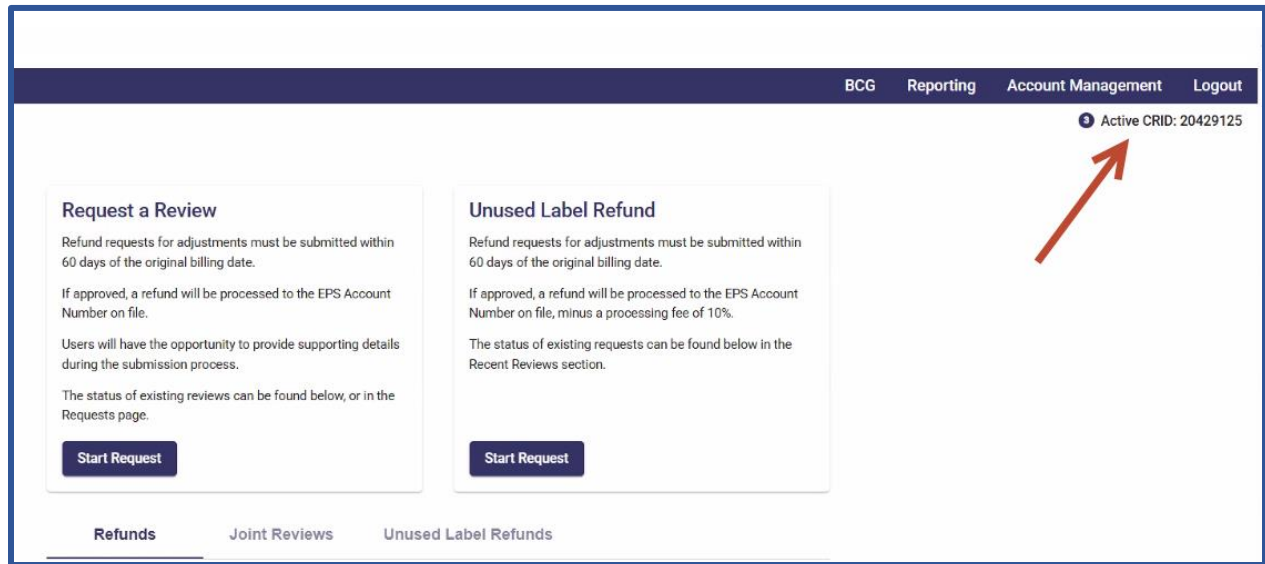 BCG Reporting Account Management Logout
3 Active CRID: 20429125
Request a Review
Refund requests for adjustments must be submitted within
60 days of the original billing date.
If approved, a refund will be processed to the EPS Account
Number on file.
Users will have the opportunity to provide supporting details
during the submission process.
The status of existing reviews can be found below, or in the
Requests page.
Start Request
Unused Label Refund
Refund requests for adjustments must be submitted within
60 days of the original billing date.
If approved, a refund will be processed to the EPS Account
Number on file, minus a processing fee of 10%.
The status of existing requests can be found below in the
Recent Reviews section.
Start Request
Refunds Joint Reviews Unused Label Refunds